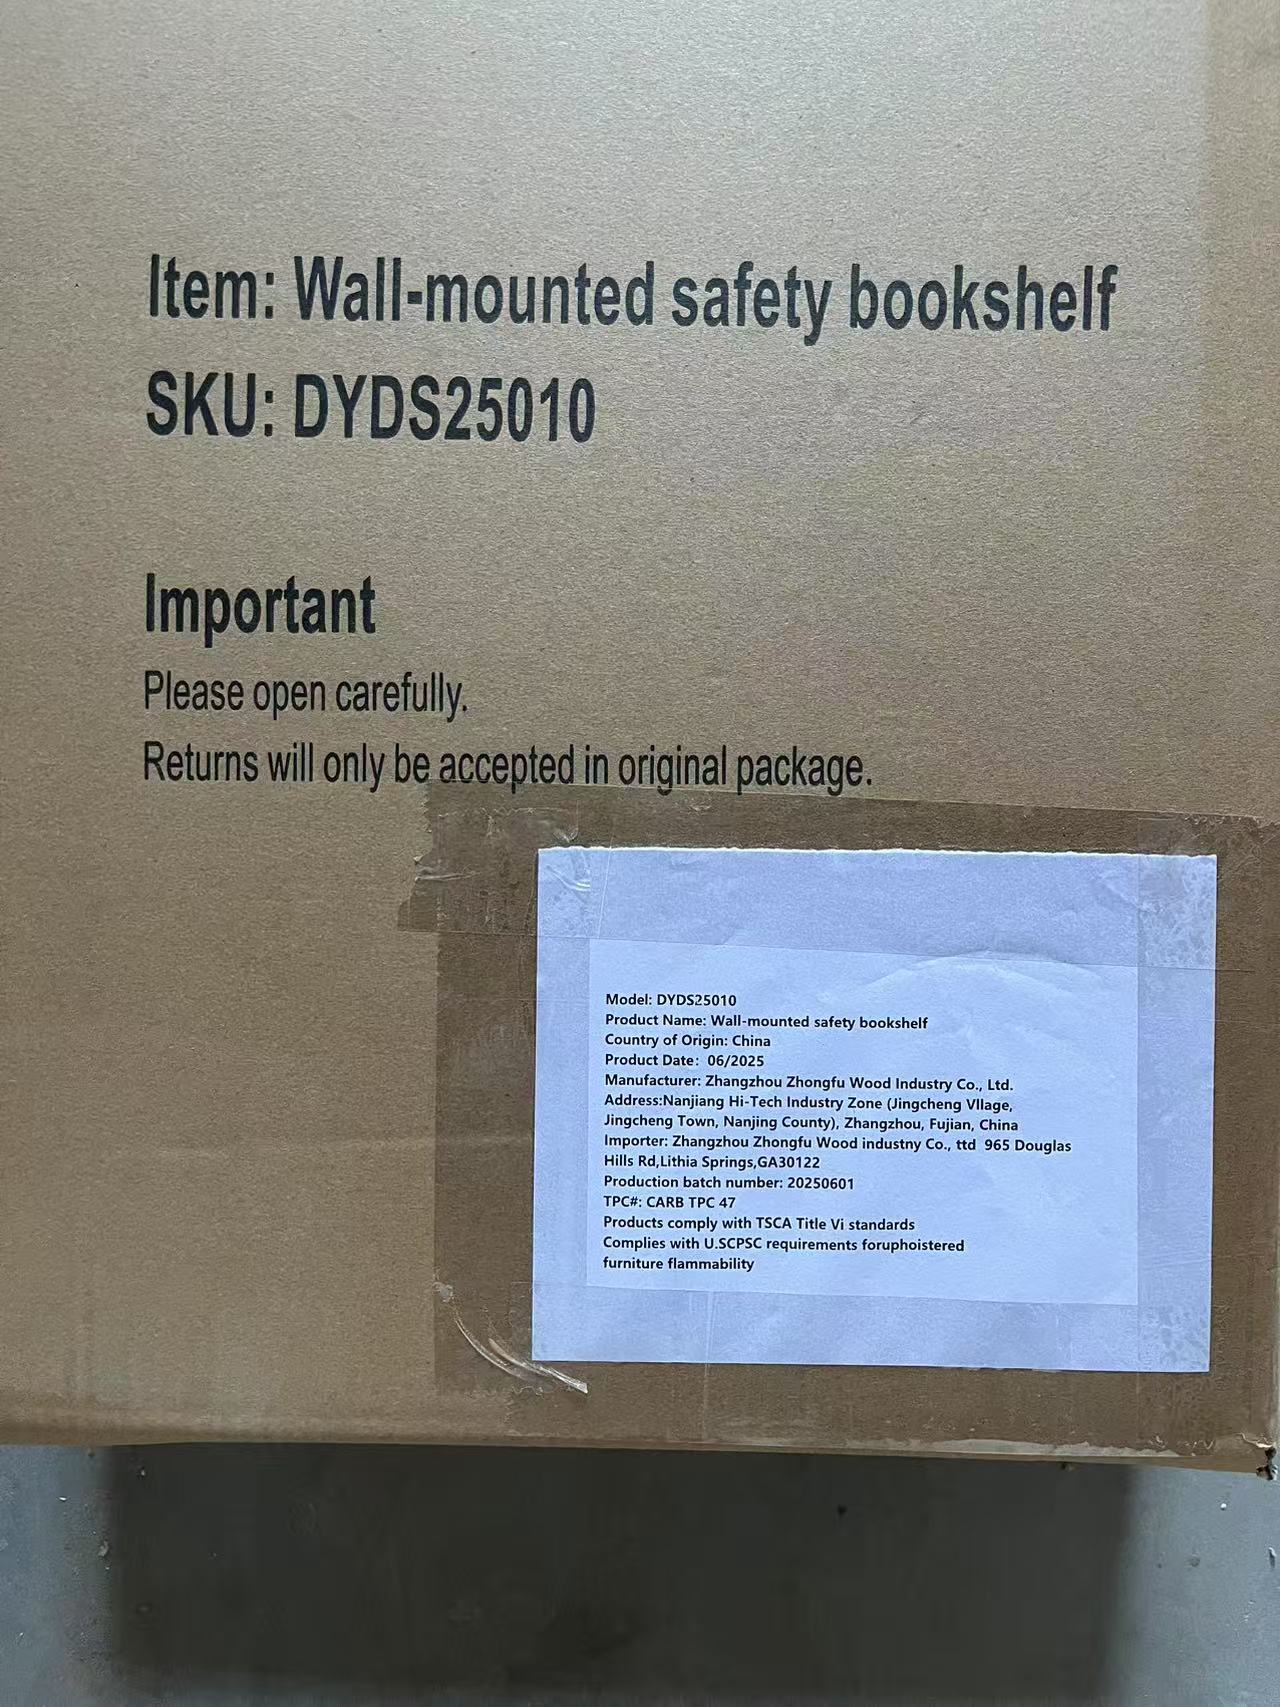 Item: Wall-mounted safety bookshelf
SKU: DYDS25010
Important
Please open carefully.
Returns will only be accepted in original package.
Model: DYDS25010
Product Name: Wall-mounted safety bookshelf
Country of Origin: China
Product Date: 06/2025
Manufacturer: Zhangzhou Zhongfu Wood Industry Co., Ltd.
Address:Nanjiang Hi-Tech Industry Zone (Jingcheng Vllage,
Jingcheng Town, Nanjing County), Zhangzhou, Fujian, China
Importer: Zhangzhou Zhongfu Wood industny Co., ttd 965 Douglas
Hills Rd,Lithia Springs,GA30122
Production batch number: 20250601
TPC#: CARB TPC 47
Products comply with TSCA Title Vi standards
Complies with U.SCPSC requirements foruphoistered
furniture flammability